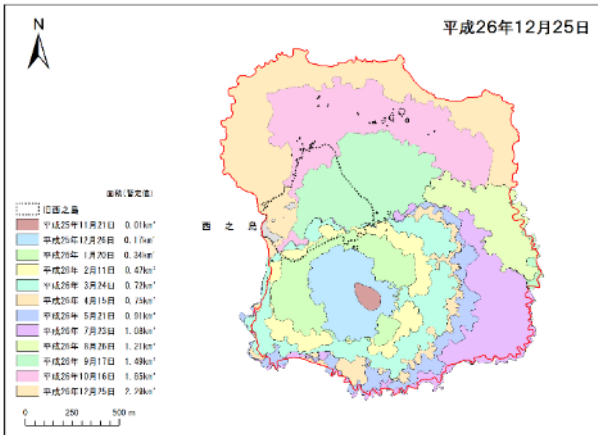 平成26年12月25日
N
面積(暫定値)
旧西之島
平成25年11月21日 0.01km²
平成25年12月26日 0.17km²
平成26年 1月20日 0.34km²
平成26年 2月11日 0.47km²
平成26年 3月24日 0.72km²
平成26年 4月15日 0.75km²
平成26年 5月21日 0.91km²
平成26年 7月23日 1.08km²
平成26年 8月26日 1.21km²
平成26年 9月17日 1.49km²
平成26年10月16日 1.85km²
平成26年12月25日 2.29km²
西之島
0 250 500 m